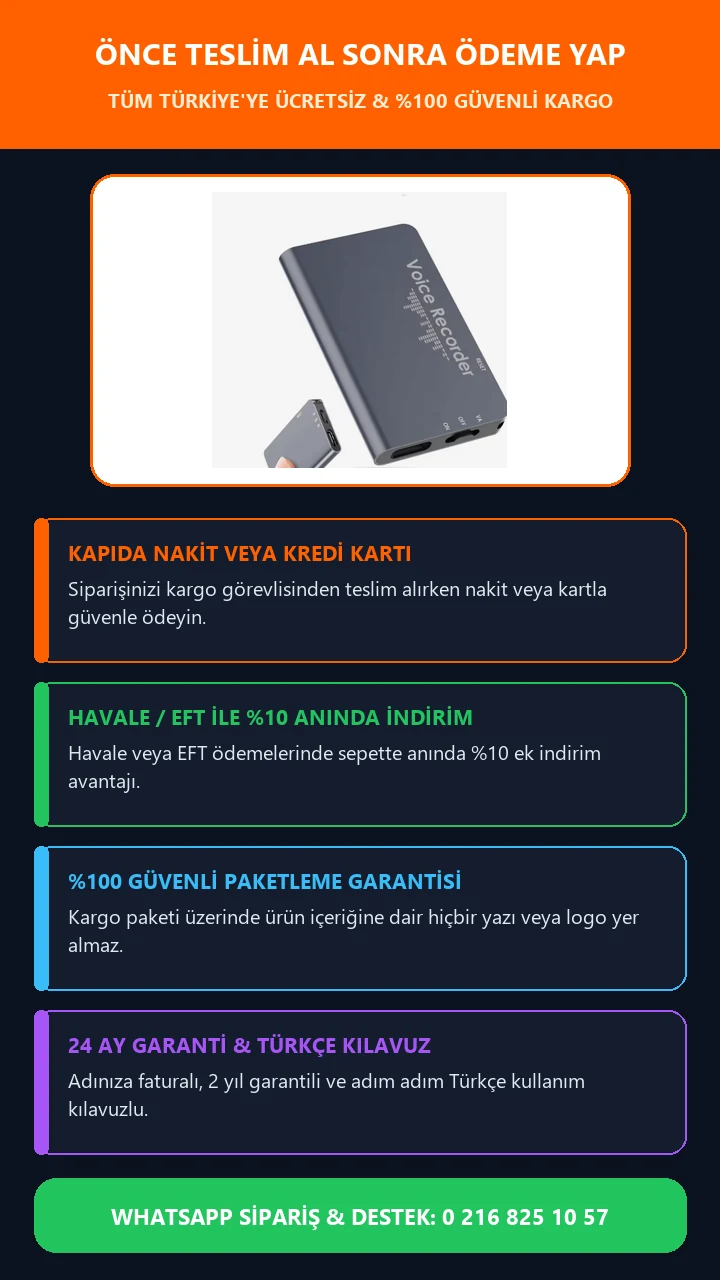 ÖNCE TESLİM AL SONRA ÖDEME YAP
TÜM TÜRKİYE'YE ÜCRETSİZ & %100 GÜVENLİ KARGO
Voice Recorder
RESET
ON
OFF
VA
KAPIDA NAKİT VEYA KREDİ KARTI
Siparişinizi kargo görevlisinden teslim alırken nakit veya kartla
güvenle ödeyin.
HAVALE / EFT İLE %10 ANINDA İNDİRİM
Havale veya EFT ödemelerinde sepette anında %10 ek indirim
avantajı.
%100 GÜVENLİ PAKETLEME GARANTİSİ
Kargo paketi üzerinde ürün içeriğine dair hiçbir yazı veya logo yer
almaz.
24 AY GARANTİ & TÜRKÇE KILAVUZ
Adınıza faturalı, 2 yıl garantili ve adım adım Türkçe kullanım
kılavuzlu.
WHATSAPP SİPARİŞ & DESTEK: 0 216 825 10 57